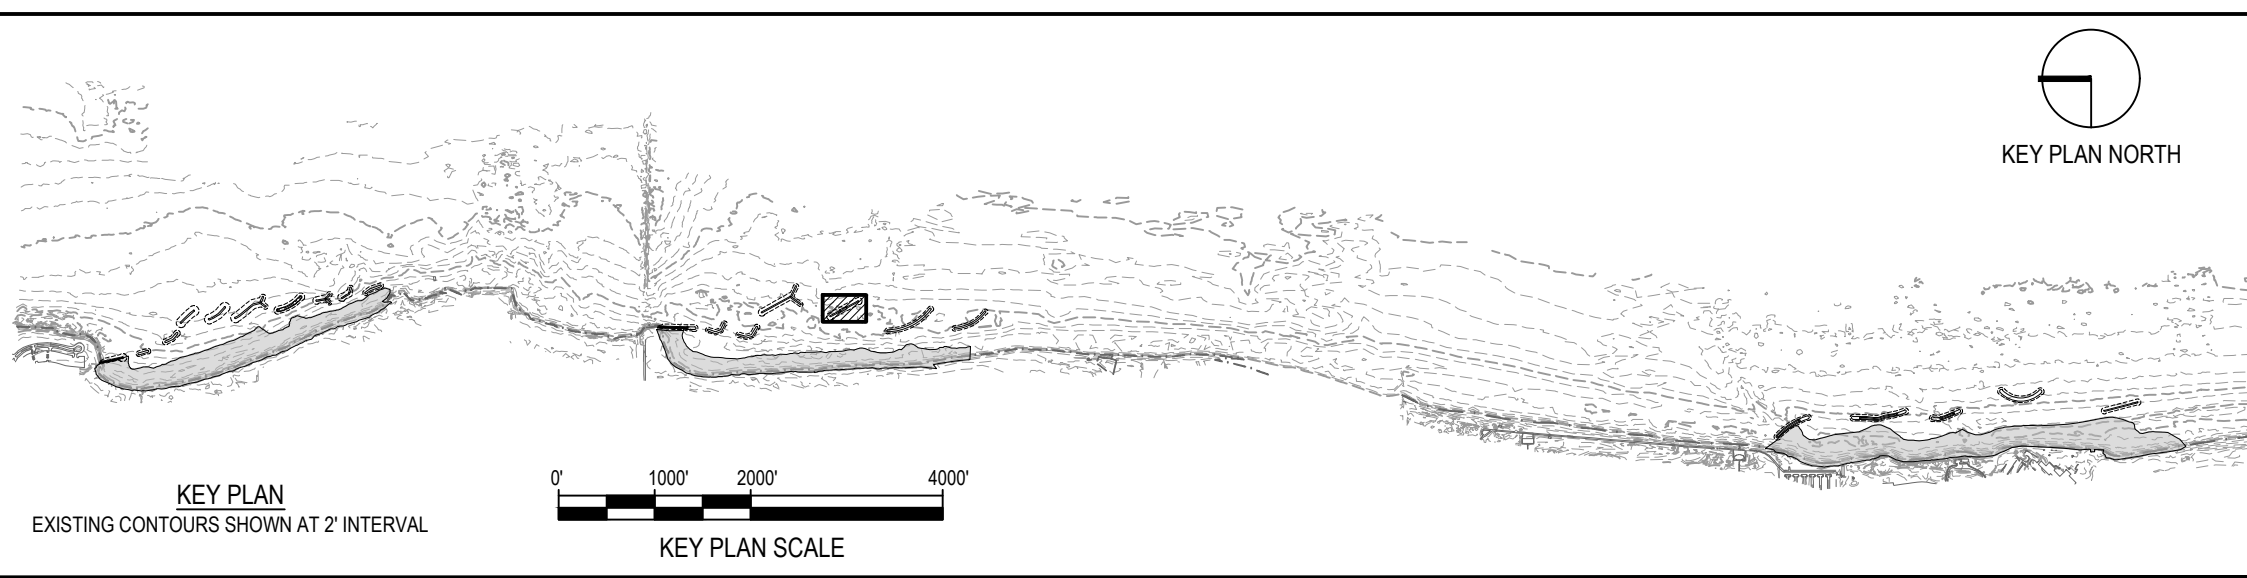 KEY PLAN NORTH
KEY PLAN
EXISTING CONTOURS SHOWN AT 2' INTERVAL
0' 1000' 2000' 4000'
KEY PLAN SCALE